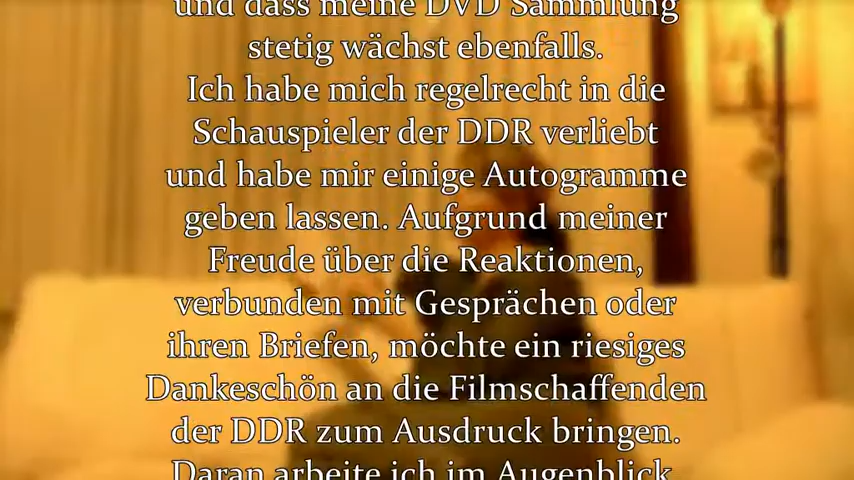 und dass meine DVD Sammlung
stetig wächst ebenfalls.
Ich habe mich regelrecht in die
Schauspieler der DDR verliebt
und habe mir einige Autogramme
geben lassen. Aufgrund meiner
Freude über die Reaktionen,
verbunden mit Gesprächen oder
ihren Briefen, möchte ein riesiges
Dankeschön an die Filmschaffenden
der DDR zum Ausdruck bringen.
Daran arbeite ich im Augenblick